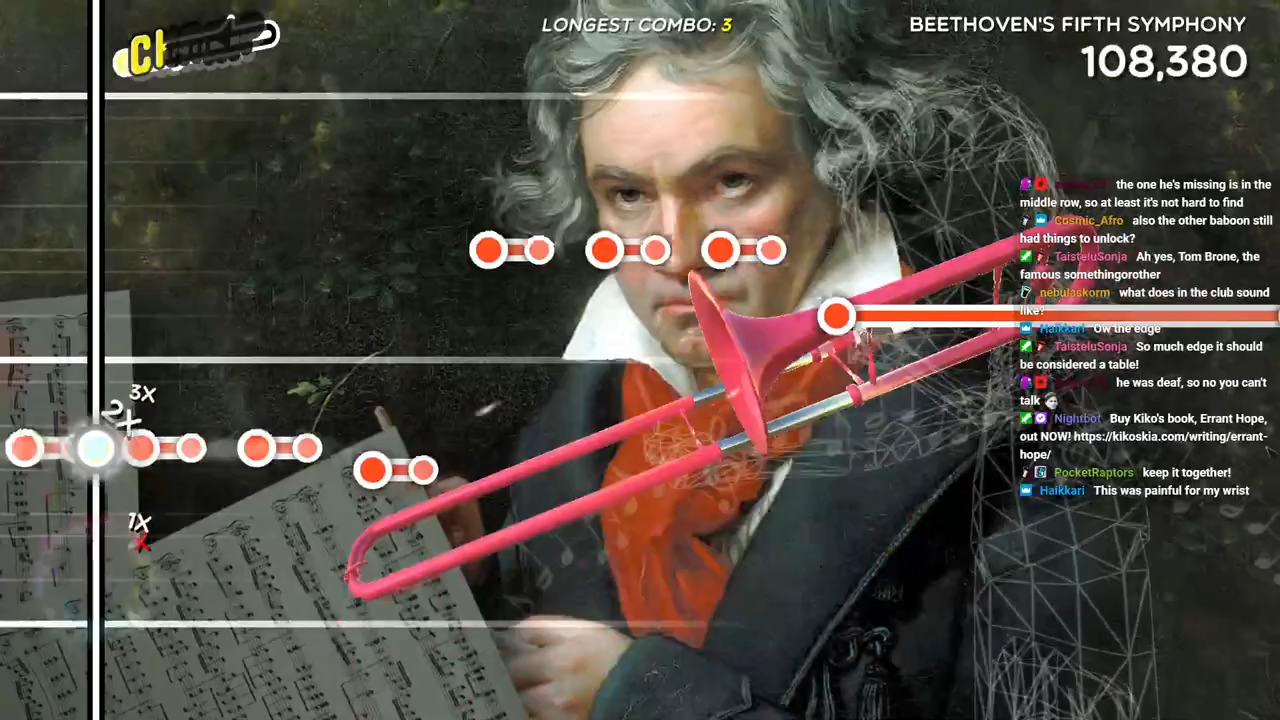 LONGEST COMBO: 3
BEETHOVEN'S FIFTH SYMPHONY
108,380
3X
2X
1X
X
the one he's missing is in the
middle row, so at least it's not hard to find
Cosmic_Afro also the other baboon still
had things to unlock?
TaisteluSonja Ah yes, Tom Brone, the
famous somethingorother
nebulaskorm what does in the club sound
like?
Haikkari Ow the edge
TaisteluSonja So much edge it should
be considered a table!
he was deaf, so no you can't
talk
Nightbot Buy Kiko's book, Errant Hope,
out NOW! https://kikoskia.com/writing/errant-
hope/
PocketRaptors keep it together!
Haikkari This was painful for my wrist